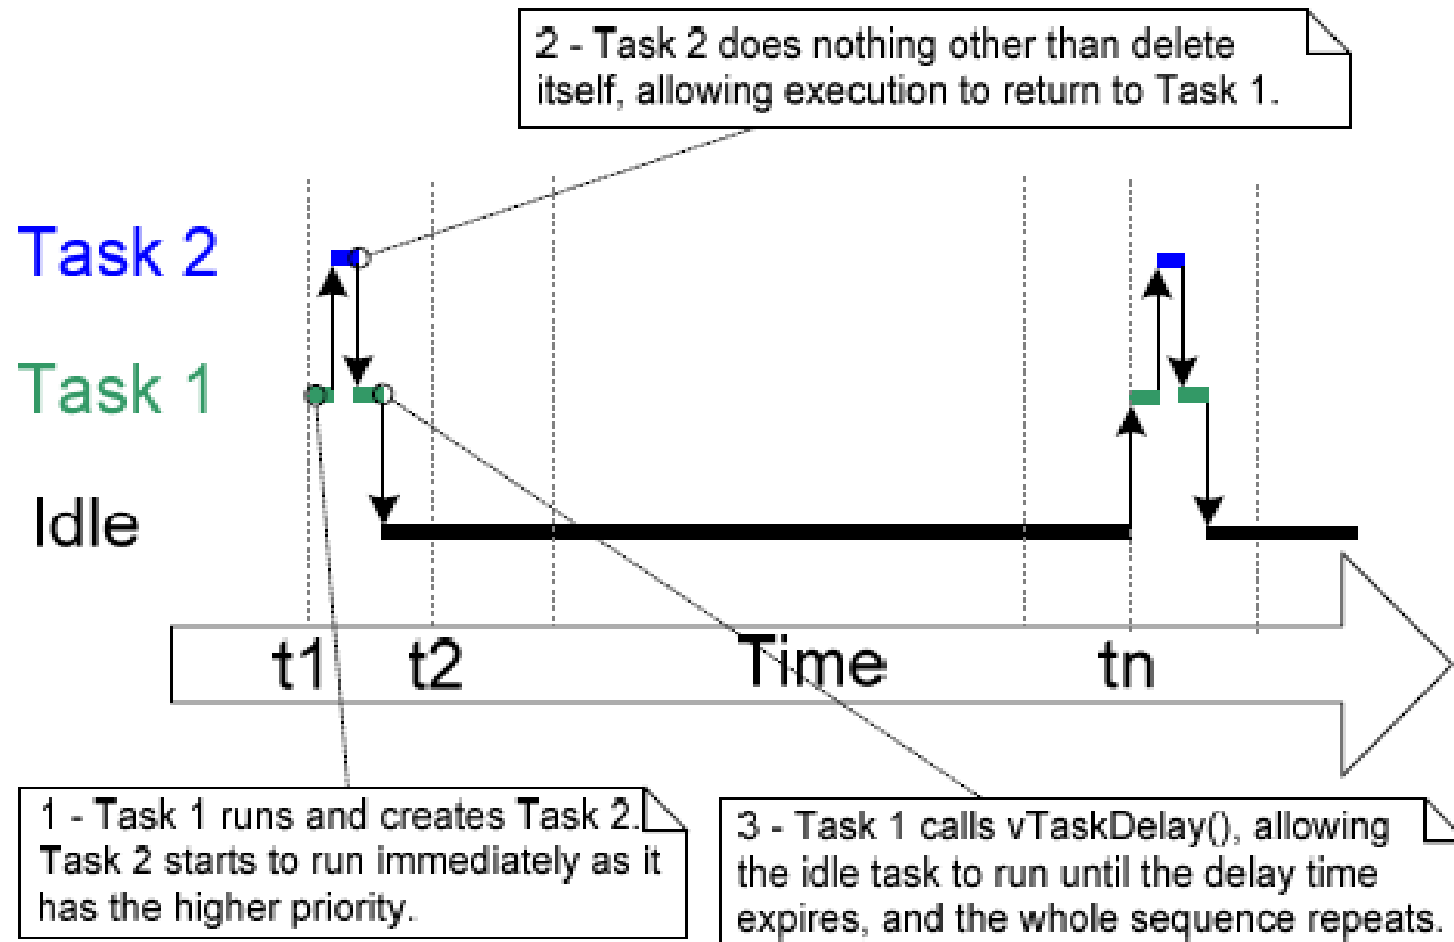 2 - Task 2 does nothing other than delete
itself, allowing execution to return to Task 1.
Task 2
Task 1
Idle
t1 t2 Time tn
1 - Task 1 runs and creates Task 2.
Task 2 starts to run immediately as it
has the higher priority.
3 - Task 1 calls vTaskDelay(), allowing
the idle task to run until the delay time
expires, and the whole sequence repeats.